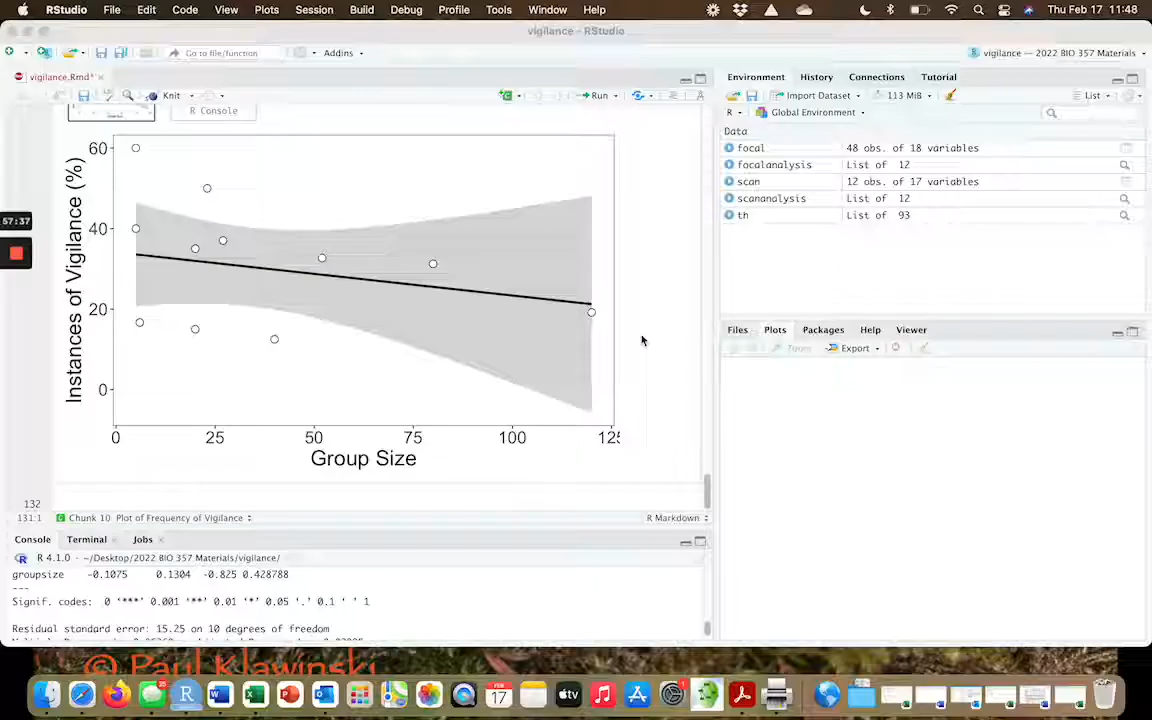 RStudio File Edit Code View Plots Session Build Debug Profile Tools Window Help Thu Feb 17 11:48
vigilance - RStudio
Go to file/function Addins vigilance — 2022 BIO 357 Materials
vigilance.Rmd* Environment History Connections Tutorial
Knit Run Import Dataset 113 MiB List
R Console R Global Environment
Data
focal 48 obs. of 18 variables
focalanalysis List of 12
scan 12 obs. of 17 variables
scananalysis List of 12
th List of 93
60
40
20
0
Instances of Vigilance (%)
0 25 50 75 100 125
Group Size
57:37
Files Plots Packages Help Viewer
Zoom Export
132
131:1 Chunk 10: Plot of Frequency of Vigilance R Markdown
Console Terminal Jobs
R 4.1.0 · ~/Desktop/2022 BIO 357 Materials/vigilance/
groupsize -0.1075 0.1304 -0.825 0.428788
---
Signif. codes: 0 ‘***’ 0.001 ‘**’ 0.01 ‘*’ 0.05 ‘.’ 0.1 ‘ ’ 1
Residual standard error: 15.25 on 10 degrees of freedom
© Paul Klawinski
FEB
17
tv